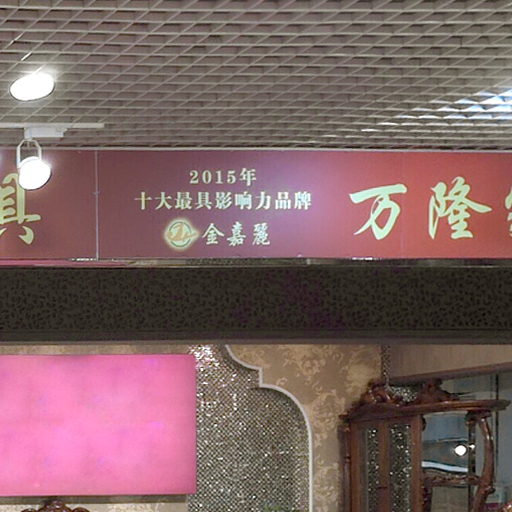 具
2015年
十大最具影响力品牌
金嘉麗
万隆